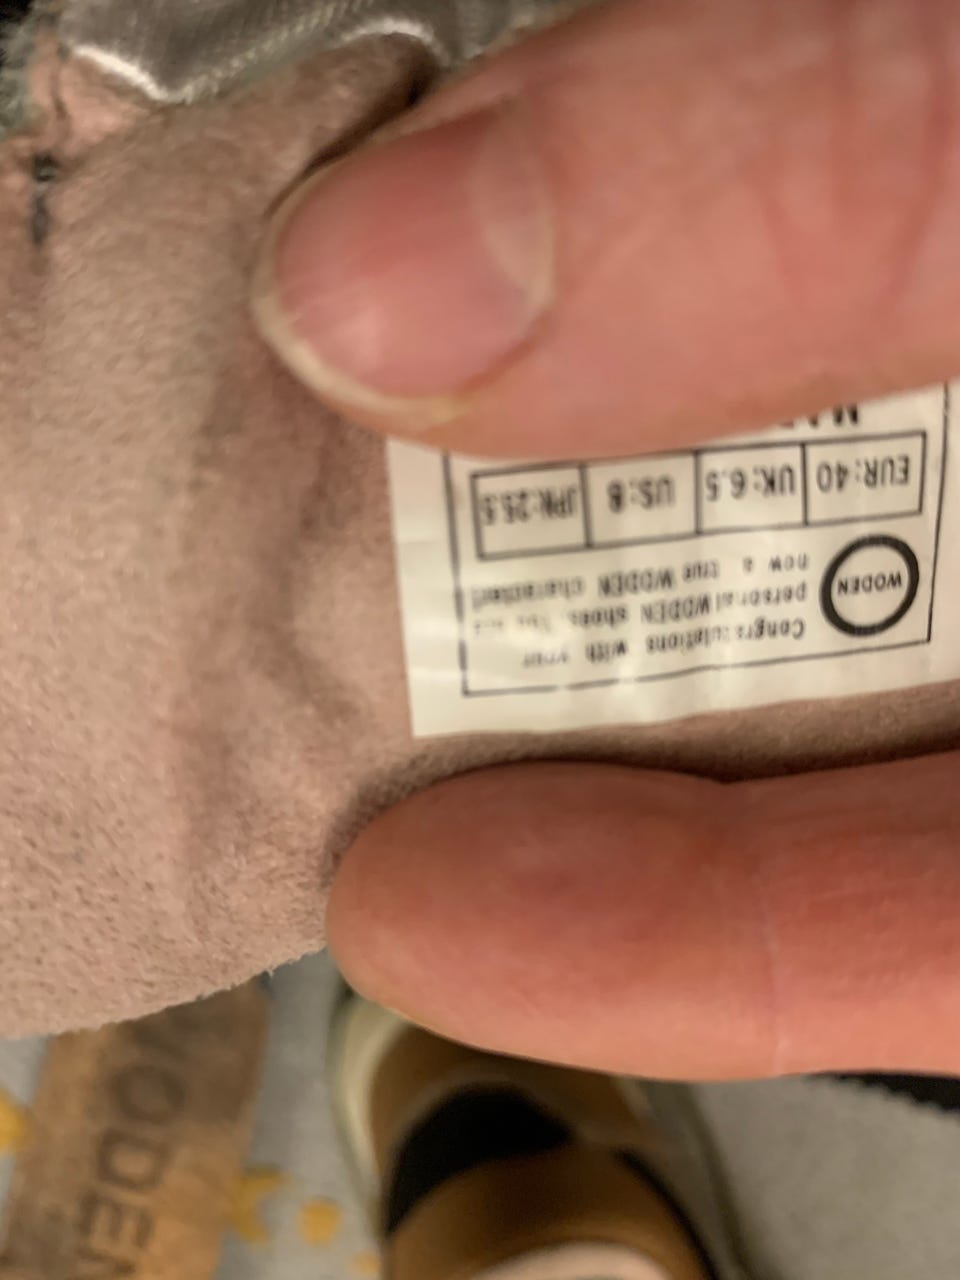 WODEN
Congratulations with your
personal WODEN shoes. You are
now a true WODEN character!
EUR:40 UK:6.5 US:8 JPN:25.5
WODEN